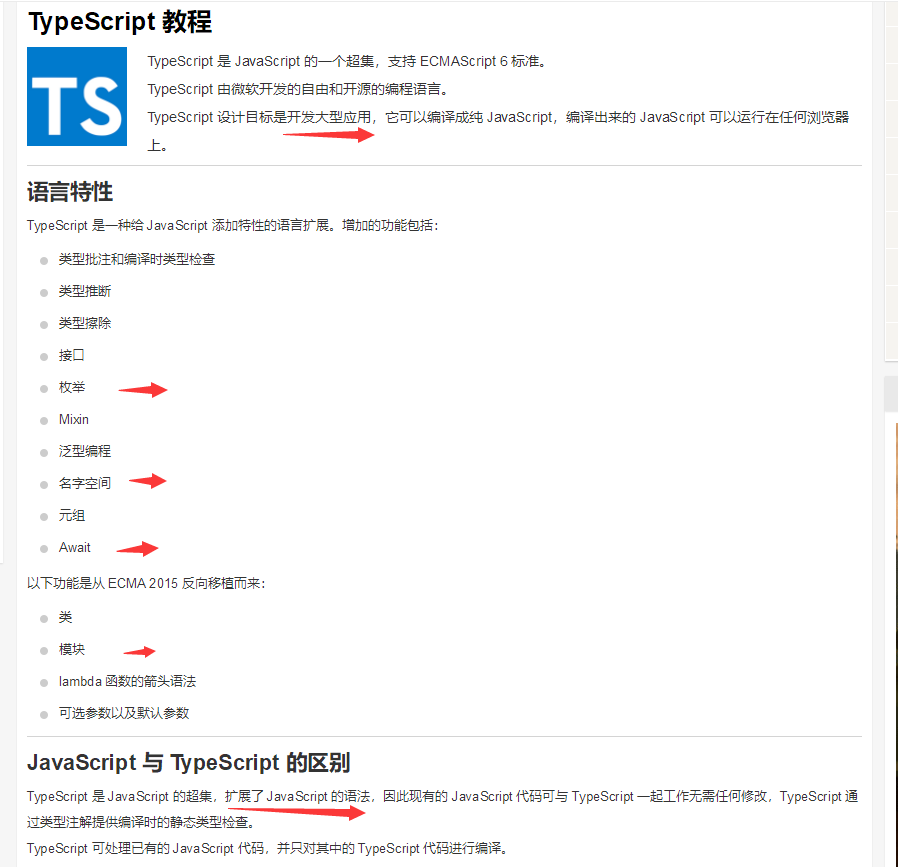 TypeScript 教程
TS
TypeScript 是 JavaScript 的一个超集，支持 ECMAScript 6 标准。
TypeScript 由微软开发的自由和开源的编程语言。
TypeScript 设计目标是开发大型应用，它可以编译成纯 JavaScript，编译出来的 JavaScript 可以运行在任何浏览器
上。
语言特性
TypeScript 是一种给 JavaScript 添加特性的语言扩展。增加的功能包括：
类型批注和编译时类型检查
类型推断
类型擦除
接口
枚举
Mixin
泛型编程
名字空间
元组
Await
以下功能是从 ECMA 2015 反向移植而来：
类
模块
lambda 函数的箭头语法
可选参数以及默认参数
JavaScript 与 TypeScript 的区别
TypeScript 是 JavaScript 的超集，扩展了 JavaScript 的语法，因此现有的 JavaScript 代码可与 TypeScript 一起工作无需任何修改，TypeScript 通
过类型注解提供编译时的静态类型检查。
TypeScript 可处理已有的 JavaScript 代码，并只对其中的 TypeScript 代码进行编译。